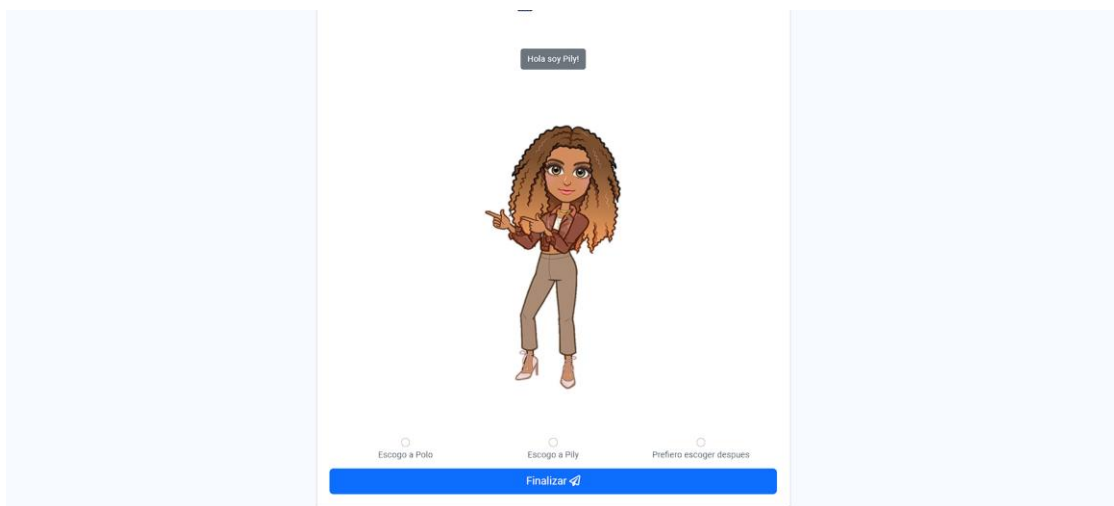 Hola soy Pily!
Escogo a Polo
Escogo a Pily
Prefiero escoger despues
Finalizar